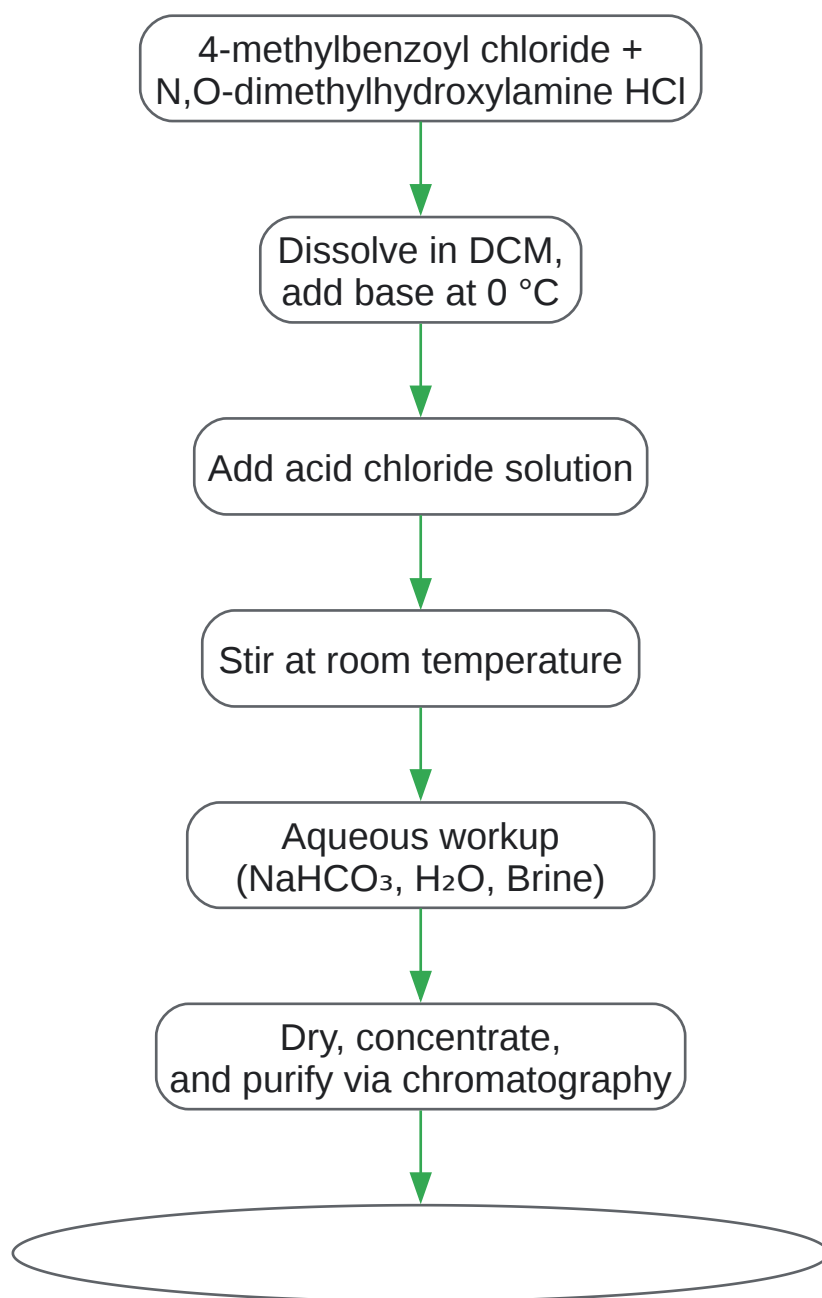 4-methylbenzoyl chloride +
N,O-dimethylhydroxylamine HCl
Dissolve in DCM,
add base at 0 °C
Add acid chloride solution
Stir at room temperature
Aqueous workup
(NaHCO₃, H₂O, Brine)
Dry, concentrate,
and purify via chromatography